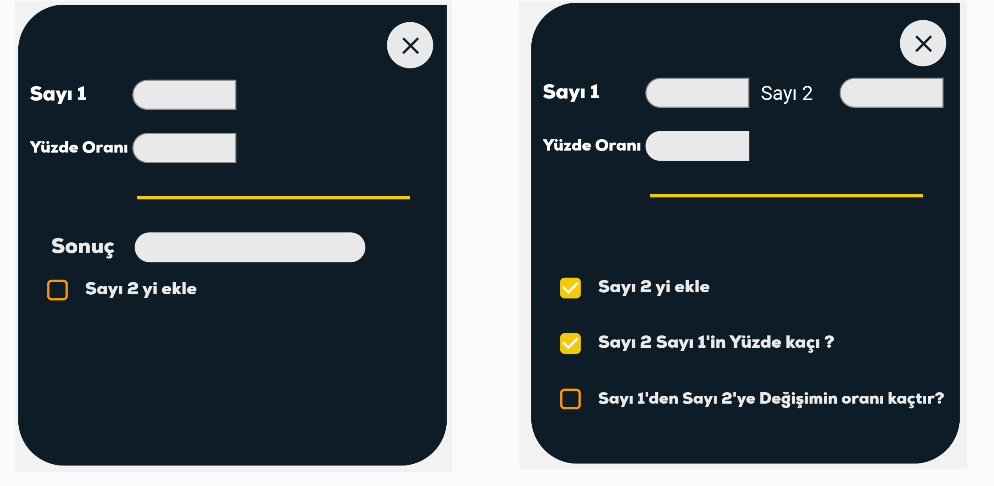 Sayı 1
Yüzde Oranı
Sonuç
Sayı 2 yi ekle
Sayı 1 Sayı 2
Yüzde Oranı
Sayı 2 yi ekle
Sayı 2 Sayı 1'in Yüzde kaçı ?
Sayı 1'den Sayı 2'ye Değişimin oranı kaçtır?